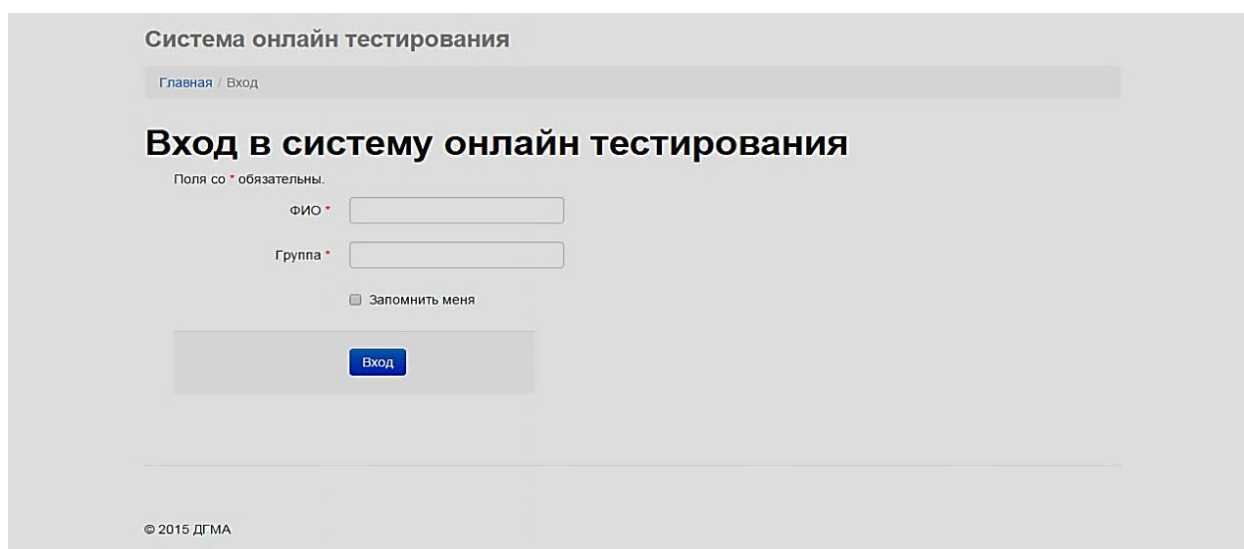 Система онлайн тестирования
Главная / Вход
Вход в систему онлайн тестирования
Поля со * обязательны.
ФИО *
Группа *
Запомнить меня
Вход
© 2015 ДГМА